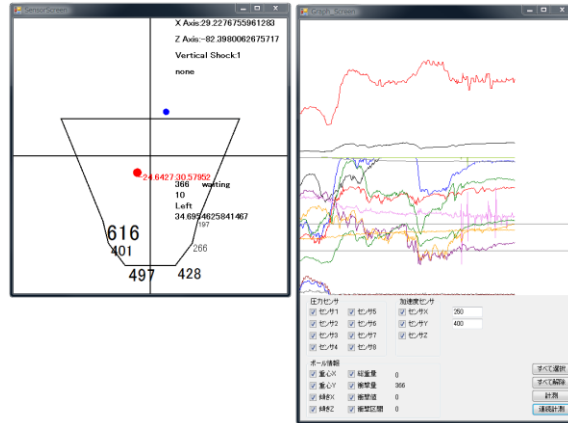 SensorScreen
X Axis:29.2276755961283
Z Axis:-82.3980062675717
Vertical Shock:1
none
-24.6427:30.57952
366 waiting
10
Left
34.6954625841467
197
616
401
266
497
428
Graph_Screen
圧力センサ
加速度センサ
センサ1 センサ5 センサX 350
センサ2 センサ6 センサY 400
センサ3 センサ7 センサZ
センサ4 センサ8
ボール情報
重心X 総重量 0
重心Y 衝撃量 366
傾きX 衝撃値 0
傾きZ 衝撃区間 0
すべて選択
すべて解除
計測
連続計測